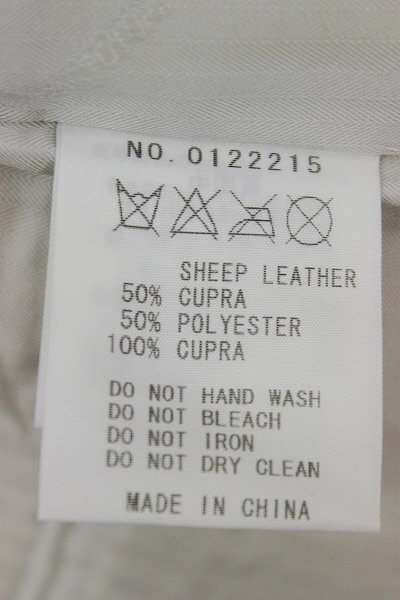 NO. 0122215
SHEEP LEATHER
50% CUPRA
50% POLYESTER
100% CUPRA
DO NOT HAND WASH
DO NOT BLEACH
DO NOT IRON
DO NOT DRY CLEAN
MADE IN CHINA